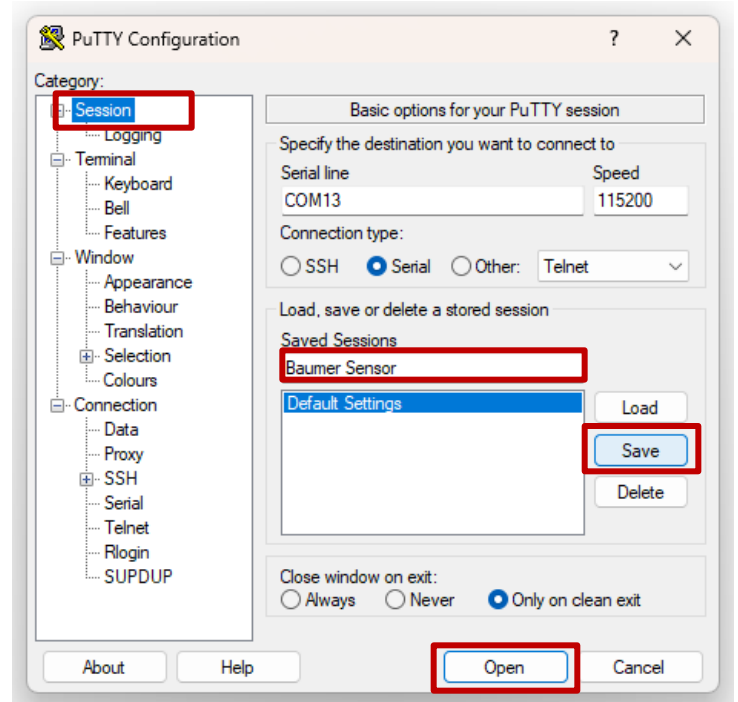 PuTTY Configuration ? ×
Category:
Session
Logging
Terminal
Keyboard
Bell
Features
Window
Appearance
Behaviour
Translation
Selection
Colours
Connection
Data
Proxy
SSH
Serial
Telnet
Rlogin
SUPDUP
Basic options for your PuTTY session
Specify the destination you want to connect to
Serial line Speed
COM13 115200
Connection type:
SSH Serial Other: Telnet
Load, save or delete a stored session
Saved Sessions
Baumer Sensor
Default Settings
Load
Save
Delete
Close window on exit:
Always Never Only on clean exit
About Help Open Cancel